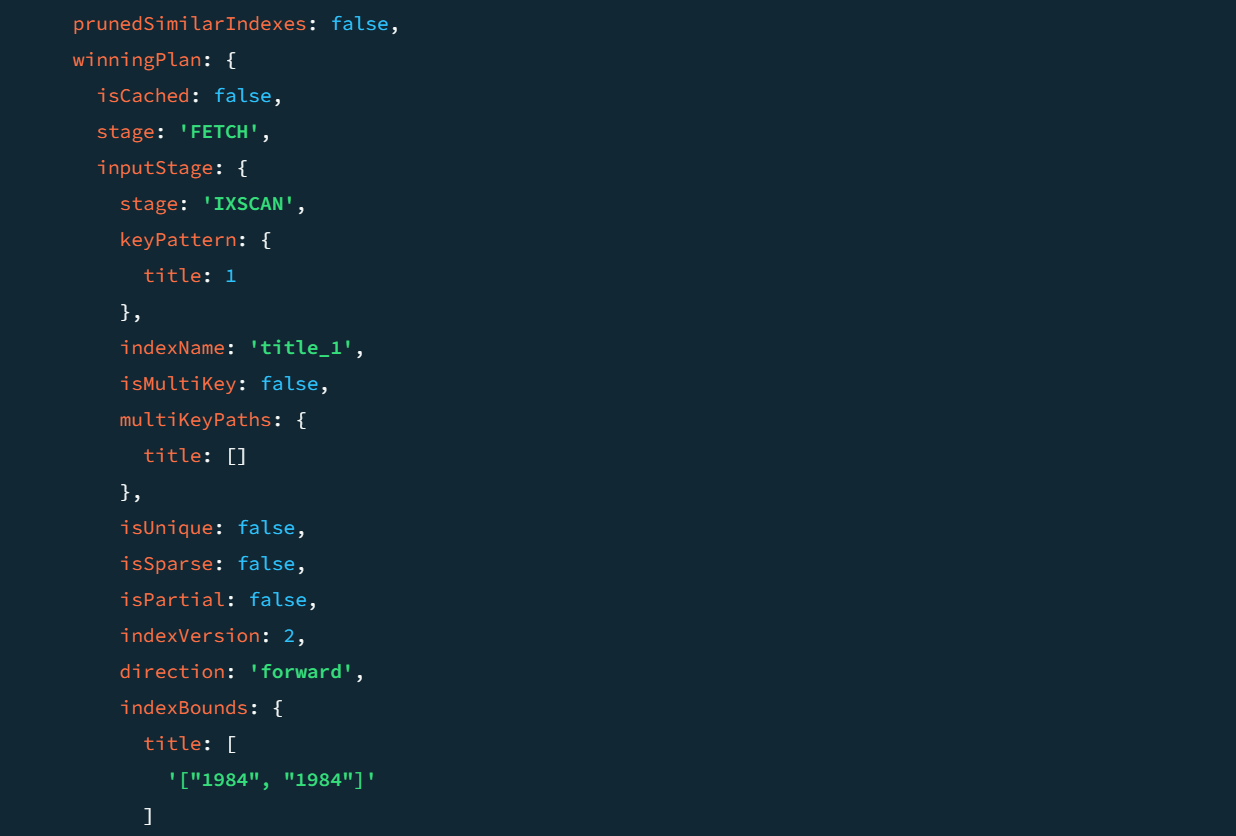 prunedSimilarIndexes: false,
winningPlan: {
isCached: false,
stage: 'FETCH',
inputStage: {
stage: 'IXSCAN',
keyPattern: {
title: 1
},
indexName: 'title_1',
isMultiKey: false,
multiKeyPaths: {
title: []
},
isUnique: false,
isSparse: false,
isPartial: false,
indexVersion: 2,
direction: 'forward',
indexBounds: {
title: [
'["1984", "1984"]'
]